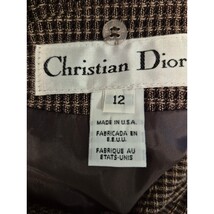 Christian Dior
12
MADE IN U.S.A.
FABRICADA EN
E.E.U.U.
FABRIQUE AU
ETATS-UNIS